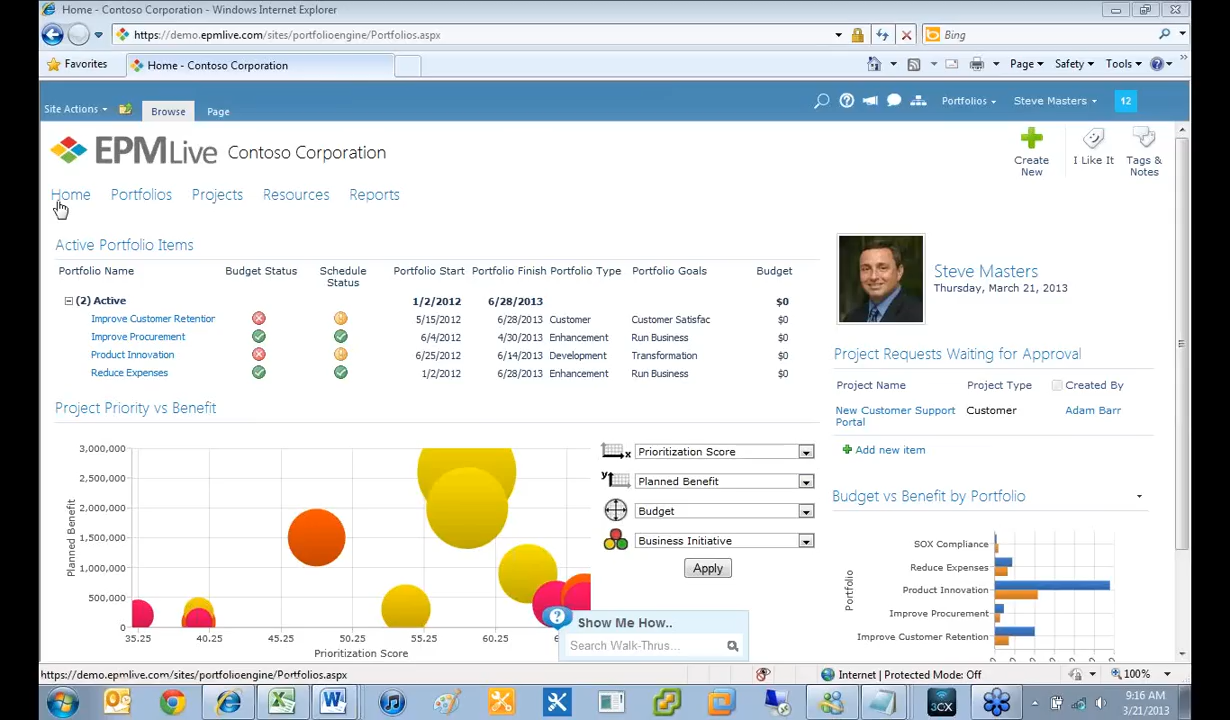 Home - Contoso Corporation - Windows Internet Explorer
https://demo.epmlive.com/sites/portfolioengine/Portfolios.aspx
Bing
Favorites
Home - Contoso Corporation
Page
Safety
Tools
Site Actions
Browse
Page
Portfolios
Steve Masters
12
EPMLive
Contoso Corporation
Create New
I Like It
Tags & Notes
Home
Portfolios
Projects
Resources
Reports
Active Portfolio Items
Portfolio Name Budget Status Schedule Status Portfolio Start Portfolio Finish Portfolio Type Portfolio Goals Budget
(2) Active 1/2/2012 6/28/2013 $0
Improve Customer Retention 5/15/2012 6/28/2013 Customer Customer Satisfac $0
Improve Procurement 6/4/2012 4/30/2013 Enhancement Run Business $0
Product Innovation 6/25/2012 6/14/2013 Development Transformation $0
Reduce Expenses 1/2/2012 6/28/2013 Enhancement Run Business $0
Steve Masters
Thursday, March 21, 2013
Project Requests Waiting for Approval
Project Name Project Type Created By
New Customer Support Portal Customer Adam Barr
Add new item
Project Priority vs Benefit
3,000,000
2,500,000
2,000,000
1,500,000
1,000,000
500,000
0
Planned Benefit
35.25 40.25 45.25 50.25 55.25 60.25
Prioritization Score
x Prioritization Score
y Planned Benefit
Budget
Business Initiative
Apply
Budget vs Benefit by Portfolio
Portfolio
SOX Compliance
Reduce Expenses
Product Innovation
Improve Procurement
Improve Customer Retention
Show Me How..
Search Walk-Thrus...
https://demo.epmlive.com/sites/portfolioengine/Portfolios.aspx
Internet | Protected Mode: Off
100%
3CX
9:16 AM
3/21/2013